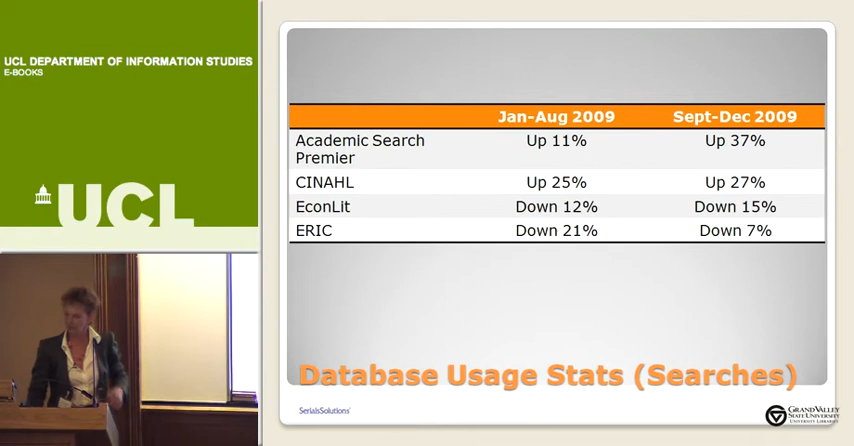 UCL DEPARTMENT OF INFORMATION STUDIES
E-BOOKS
UCL
Jan-Aug 2009 Sept-Dec 2009
Academic Search Premier Up 11% Up 37%
CINAHL Up 25% Up 27%
EconLit Down 12% Down 15%
ERIC Down 21% Down 7%
Database Usage Stats (Searches)
SerialsSolutions
GRAND VALLEY
STATE UNIVERSITY
UNIVERSITY LIBRARIES